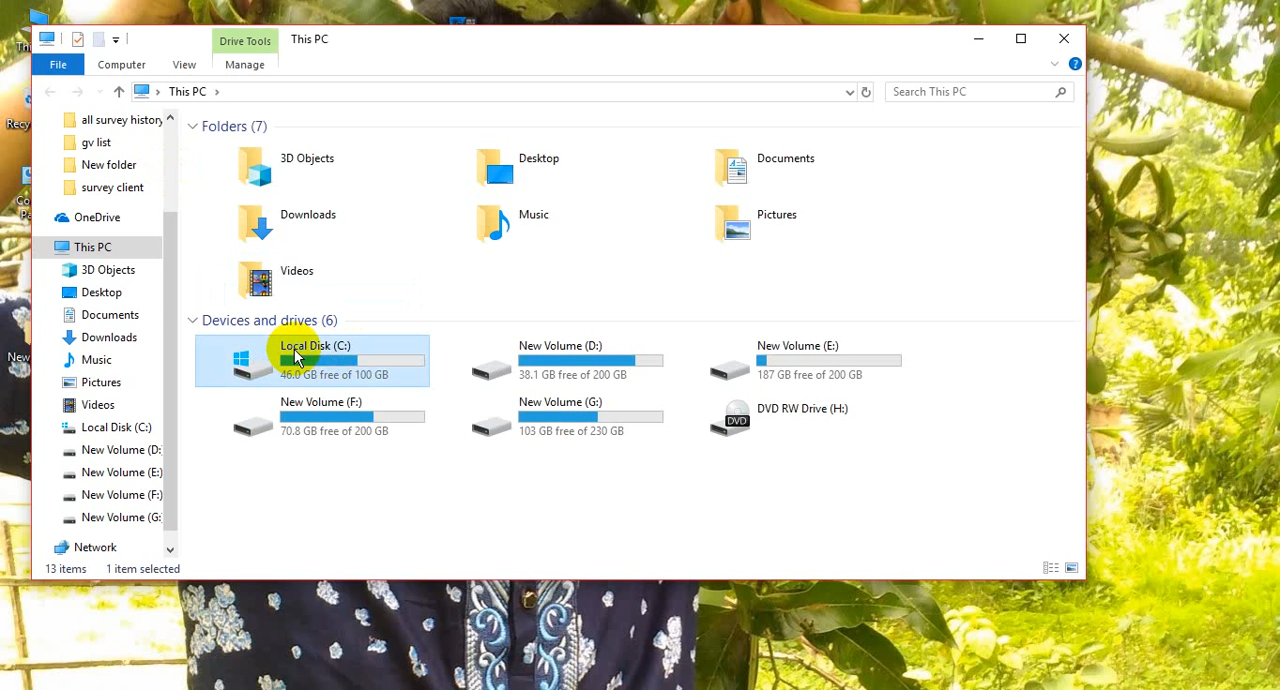 Drive Tools
This PC
File
Computer
View
Manage
This PC
Search This PC
all survey history
gv list
New folder
survey client
OneDrive
This PC
3D Objects
Desktop
Documents
Downloads
Music
Pictures
Videos
Local Disk (C:)
New Volume (D:
New Volume (E:)
New Volume (F:)
New Volume (G:
Network
Folders (7)
3D Objects
Desktop
Documents
Downloads
Music
Pictures
Videos
Devices and drives (6)
Local Disk (C:)
46.0 GB free of 100 GB
New Volume (D:)
38.1 GB free of 200 GB
New Volume (E:)
187 GB free of 200 GB
New Volume (F:)
70.8 GB free of 200 GB
New Volume (G:)
103 GB free of 230 GB
DVD
DVD RW Drive (H:)
13 items
1 item selected
Recy
New